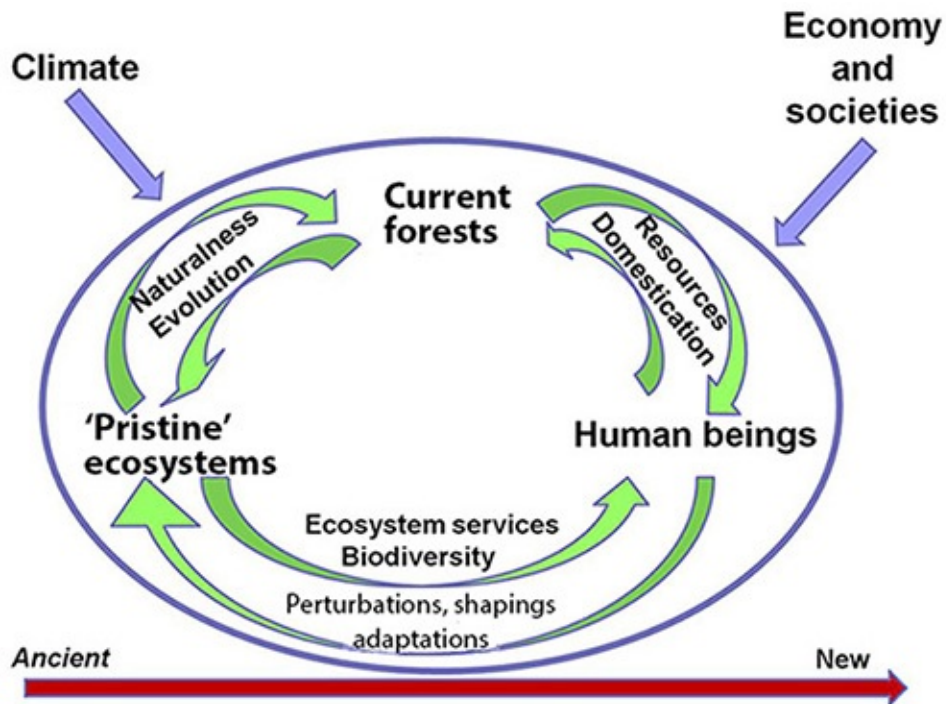 Climate
Economy
and
societies
Current
forests
Naturalness
Evolution
Resources
Domestication
‘Pristine’
ecosystems
Human beings
Ecosystem services
Biodiversity
Perturbations, shapings
adaptations
Ancient
New